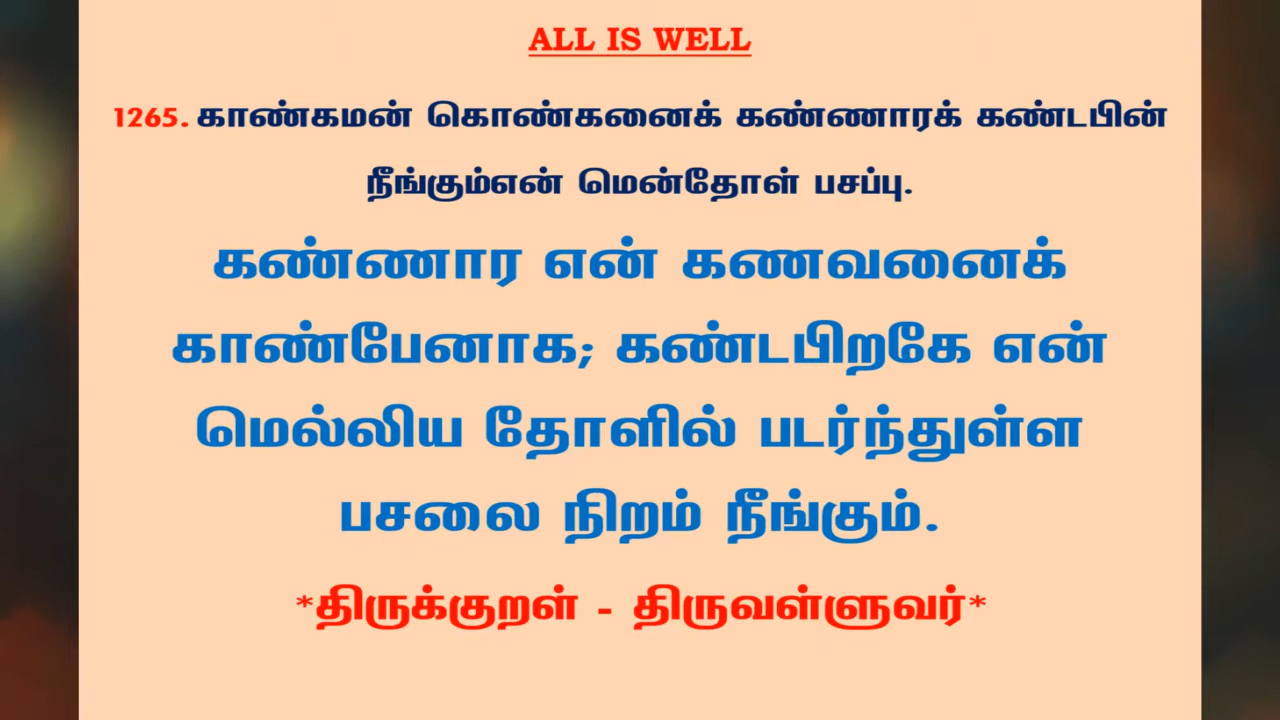 ALL IS WELL
1265. காண்கமன் கொண்கனைக் கண்ணாரக் கண்டபின்
நீங்கும்என் மென்தோள் பசப்பு.
கண்ணார என் கணவனைக்
காண்பேனாக; கண்டபிறகே என்
மெல்லிய தோளில் படர்ந்துள்ள
பசலை நிறம் நீங்கும்.
*திருக்குறள் - திருவள்ளுவர்*